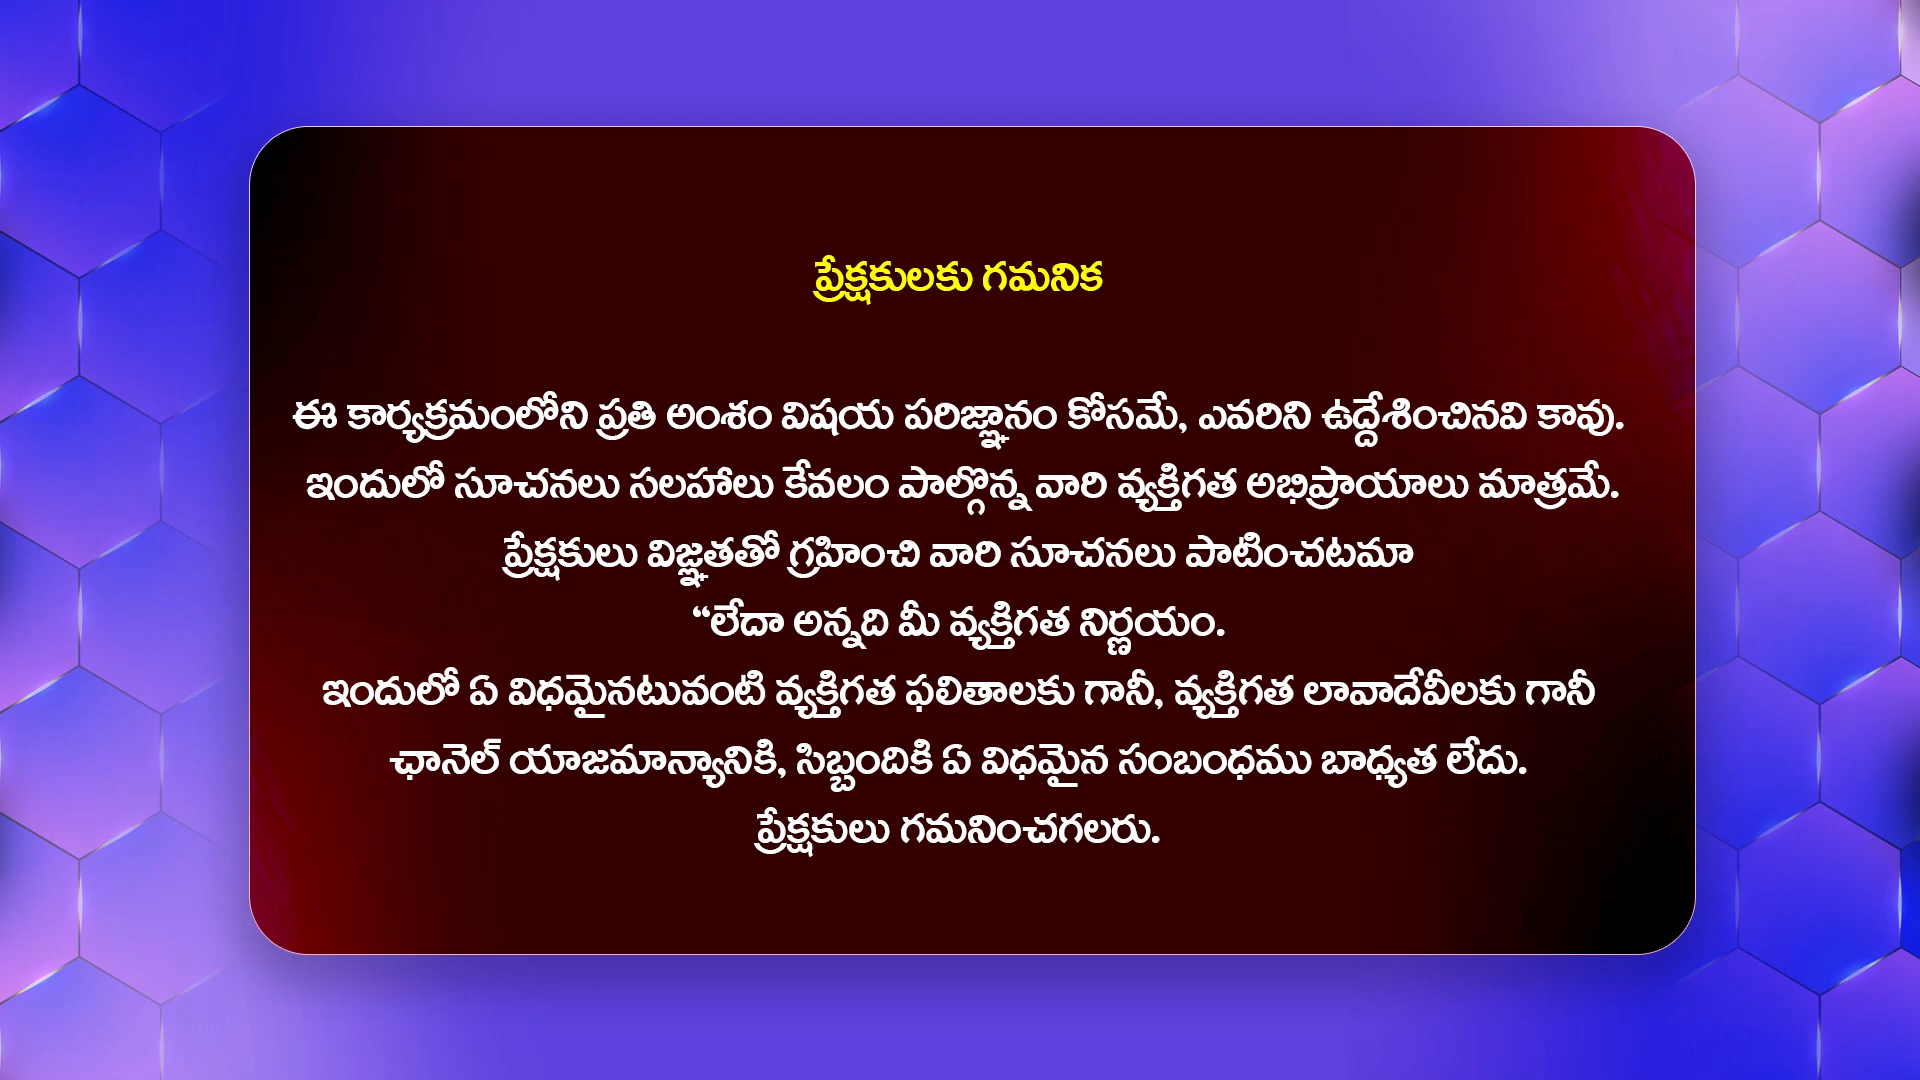 ప్రేక్షకులకు గమనిక
ఈ కార్యక్రమంలోని ప్రతి అంశం విషయ పరిజ్ఞానం కోసమే, ఎవరిని ఉద్దేశించినవి కావు.
ఇందులో సూచనలు సలహాలు కేవలం పాల్గొన్న వారి వ్యక్తిగత అభిప్రాయాలు మాత్రమే.
ప్రేక్షకులు విజ్ఞతతో గ్రహించి వారి సూచనలు పాటించటమా
“లేదా అన్నది మీ వ్యక్తిగత నిర్ణయం.
ఇందులో ఏ విధమైనటువంటి వ్యక్తిగత ఫలితాలకు గానీ, వ్యక్తిగత లావాదేవీలకు గానీ
ఛానెల్ యాజమాన్యానికి, సిబ్బందికి ఏ విధమైన సంబంధము బాధ్యత లేదు.
ప్రేక్షకులు గమనించగలరు.